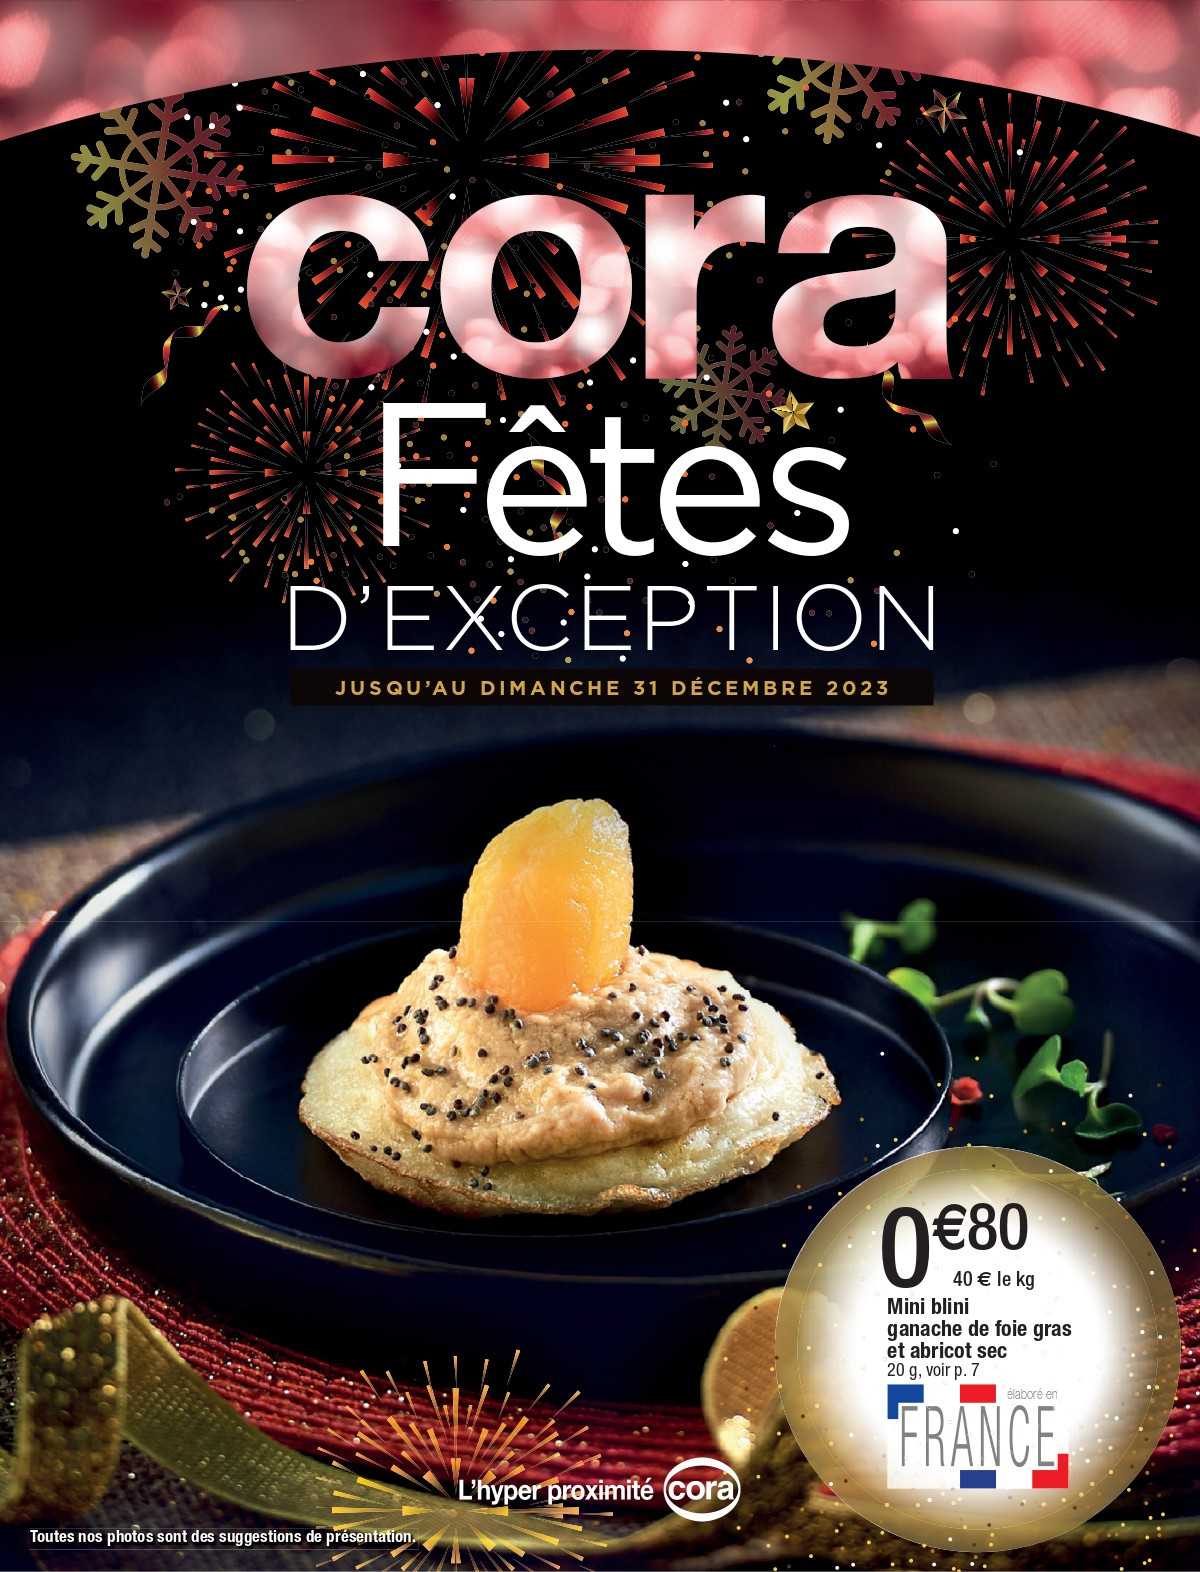 cora
Fêtes
D'EXCEPTION
JUSQU'AU DIMANCHE 31 DÉCEMBRE 2023
0€80
40 € le kg
Mini blini
ganache de foie gras
et abricot sec
20 g, voir p. 7
élaboré en
FRANCE
L'hyper proximité cora
Toutes nos photos sont des suggestions de présentation.